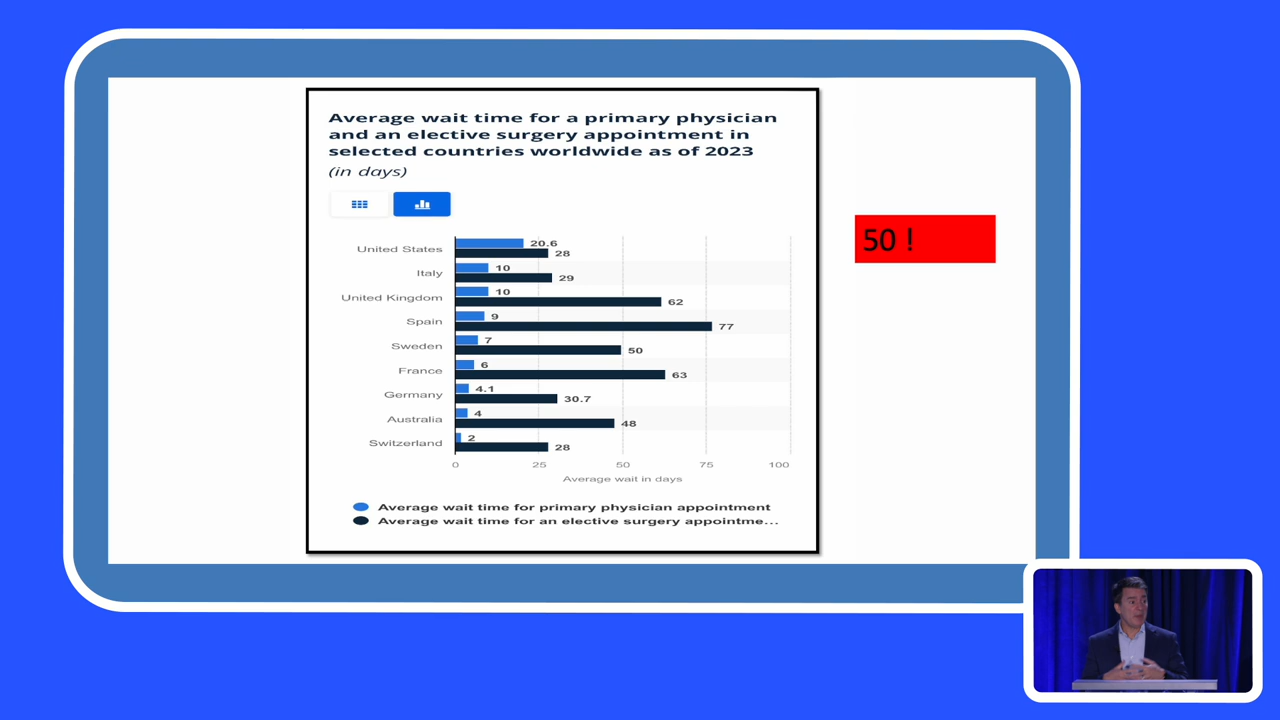 Average wait time for a primary physician
and an elective surgery appointment in
selected countries worldwide as of 2023
(in days)
United States 20.6
28
Italy 10
29
United Kingdom 10
62
Spain 9
77
Sweden 7
50
France 6
63
Germany 4.1
30.7
Australia 4
48
Switzerland 2
28
0 25 50 75 100
Average wait in days
Average wait time for primary physician appointment
Average wait time for an elective surgery appointme...
50 !